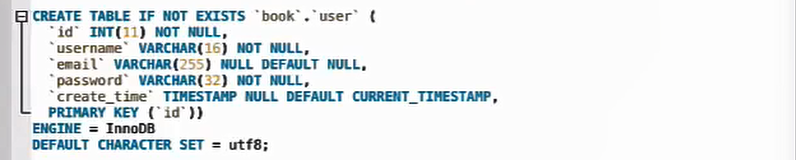 CREATE TABLE IF NOT EXISTS `book`.`user` (
`id` INT(11) NOT NULL,
`username` VARCHAR(16) NOT NULL,
`email` VARCHAR(255) NULL DEFAULT NULL,
`password` VARCHAR(32) NOT NULL,
`create_time` TIMESTAMP NULL DEFAULT CURRENT_TIMESTAMP,
PRIMARY KEY (`id`))
ENGINE = InnoDB
DEFAULT CHARACTER SET = utf8;